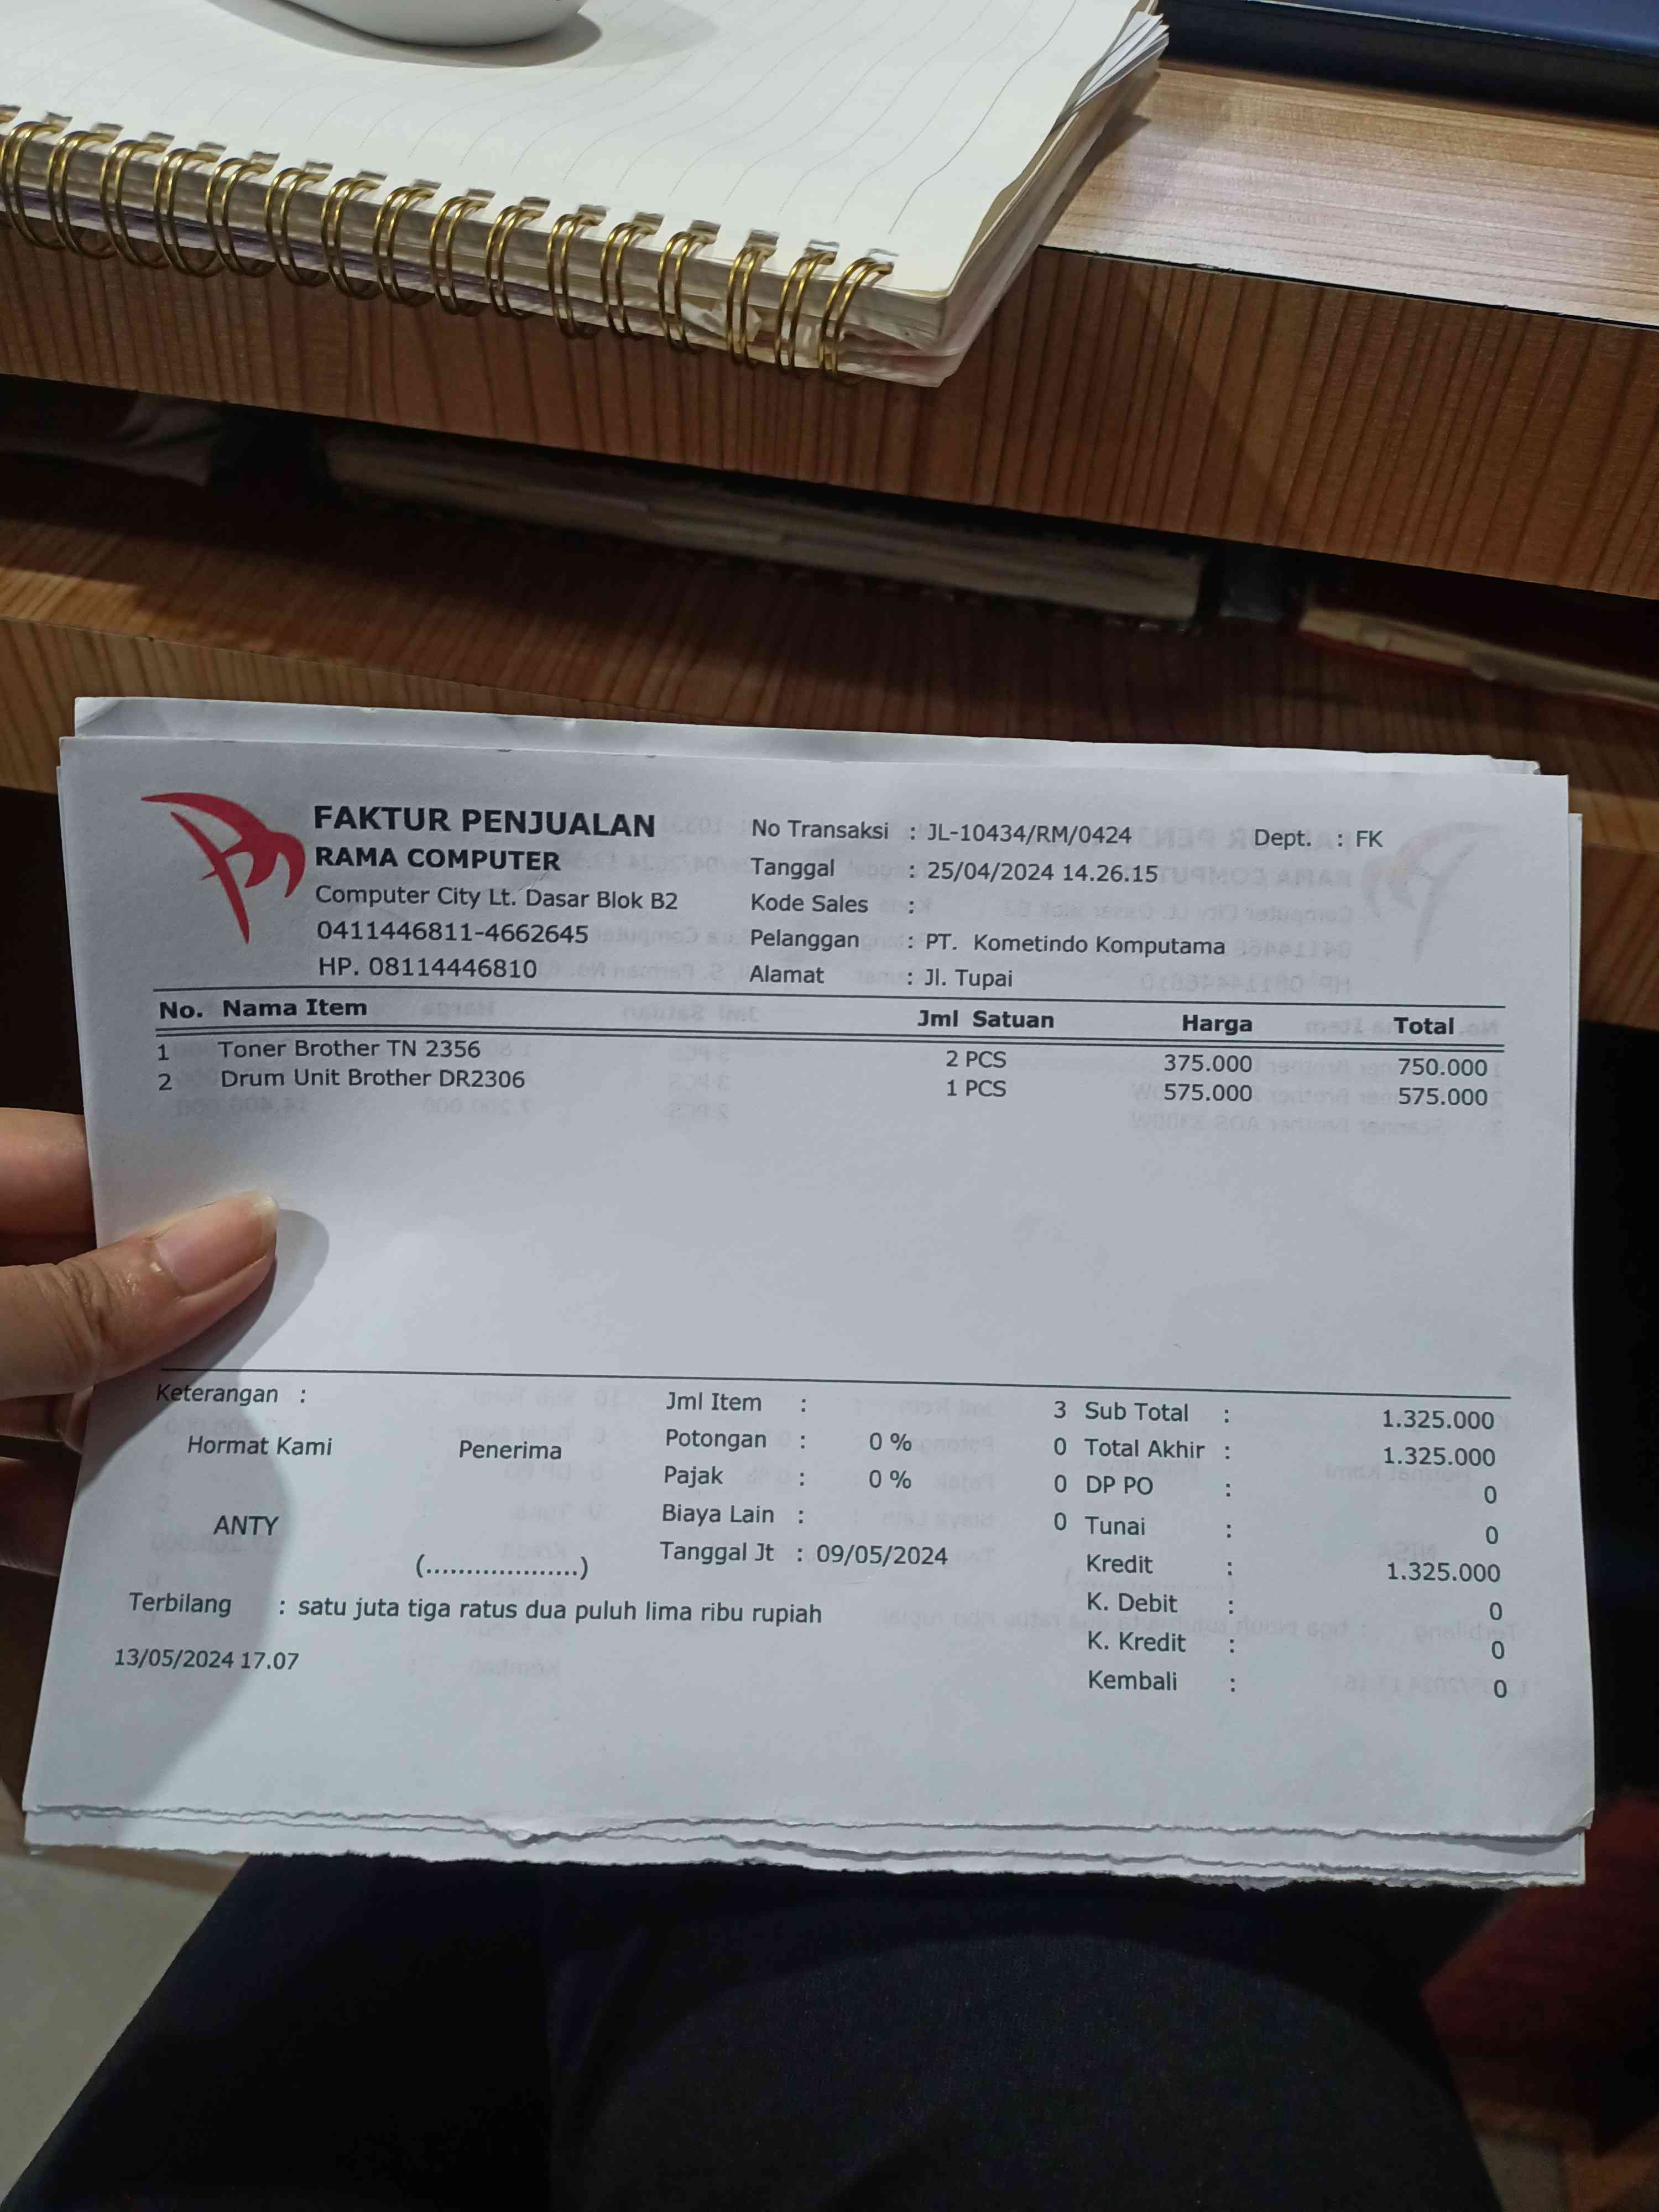 FAKTUR PENJUALAN
RAMA COMPUTER
Computer City Lt. Dasar Blok B2
0411446811-4662645
HP. 08114446810
No Transaksi : JL-10434/RM/0424 Dept. : FK
Tanggal : 25/04/2024 14.26.15
Kode Sales :
Pelanggan : PT. Kometindo Komputama
Alamat : Jl. Tupai
No. Nama Item Jml Satuan Harga Total
1 Toner Brother TN 2356 2 PCS 375.000 750.000
2 Drum Unit Brother DR2306 1 PCS 575.000 575.000
Keterangan :
Hormat Kami Penerima
ANTY
(...................)
Jml Item : 3
Potongan : 0 % 0
Pajak : 0 % 0
Biaya Lain : 0
Tanggal Jt : 09/05/2024
Sub Total : 1.325.000
Total Akhir : 1.325.000
DP PO : 0
Tunai : 0
Kredit : 1.325.000
K. Debit : 0
K. Kredit : 0
Kembali : 0
Terbilang : satu juta tiga ratus dua puluh lima ribu rupiah
13/05/2024 17.07